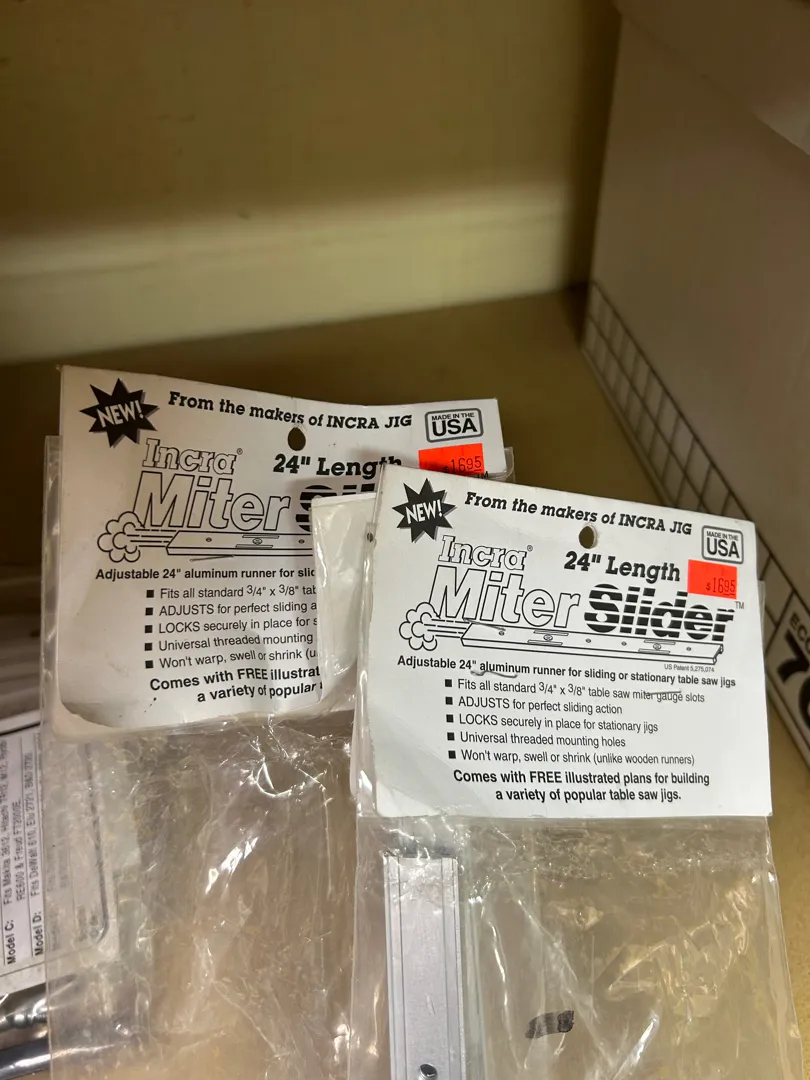 NEW!
From the makers of INCRA JIG
MADE IN THE
USA
Incra®
24" Length
$1695
Miter
Adjustable 24" aluminum runner for
Fits all standard 3/4" x 3/8"
ADJUSTS for perfect sliding
LOCKS securely in place for
Universal threaded mounting
Won't warp, swell or shrink
Comes with FREE
a variety of popular
NEW!
From the makers of INCRA JIG
MADE IN THE
USA
Incra®
24" Length
$1695
Miter Slider™
US Patent 5,275,074
Adjustable 24" aluminum runner for sliding or stationary table saw jigs
■ Fits all standard 3/4" x 3/8" table saw miter gauge slots
■ ADJUSTS for perfect sliding action
■ LOCKS securely in place for stationary jigs
■ Universal threaded mounting holes
■ Won't warp, swell or shrink (unlike wooden runners)
Comes with FREE illustrated plans for building
a variety of popular table saw jigs.
Model C:
Model D: